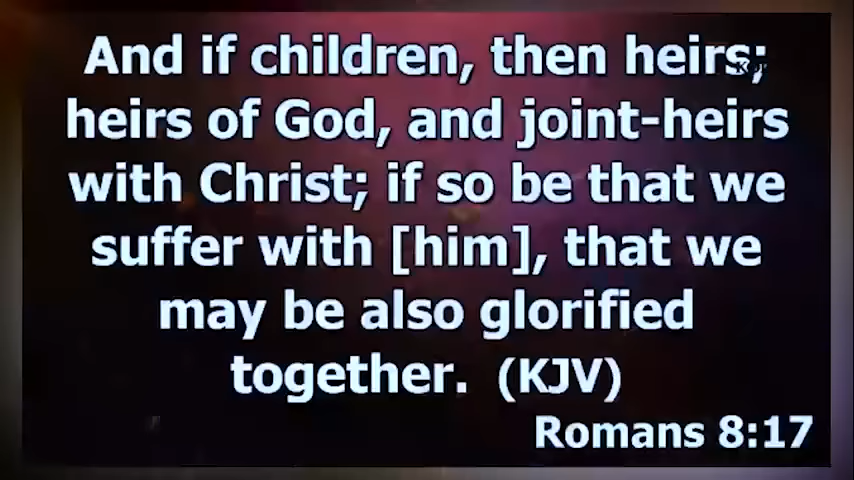 And if children, then heirs;
heirs of God, and joint-heirs
with Christ; if so be that we
suffer with [him], that we
may be also glorified
together. (KJV)
Romans 8:17